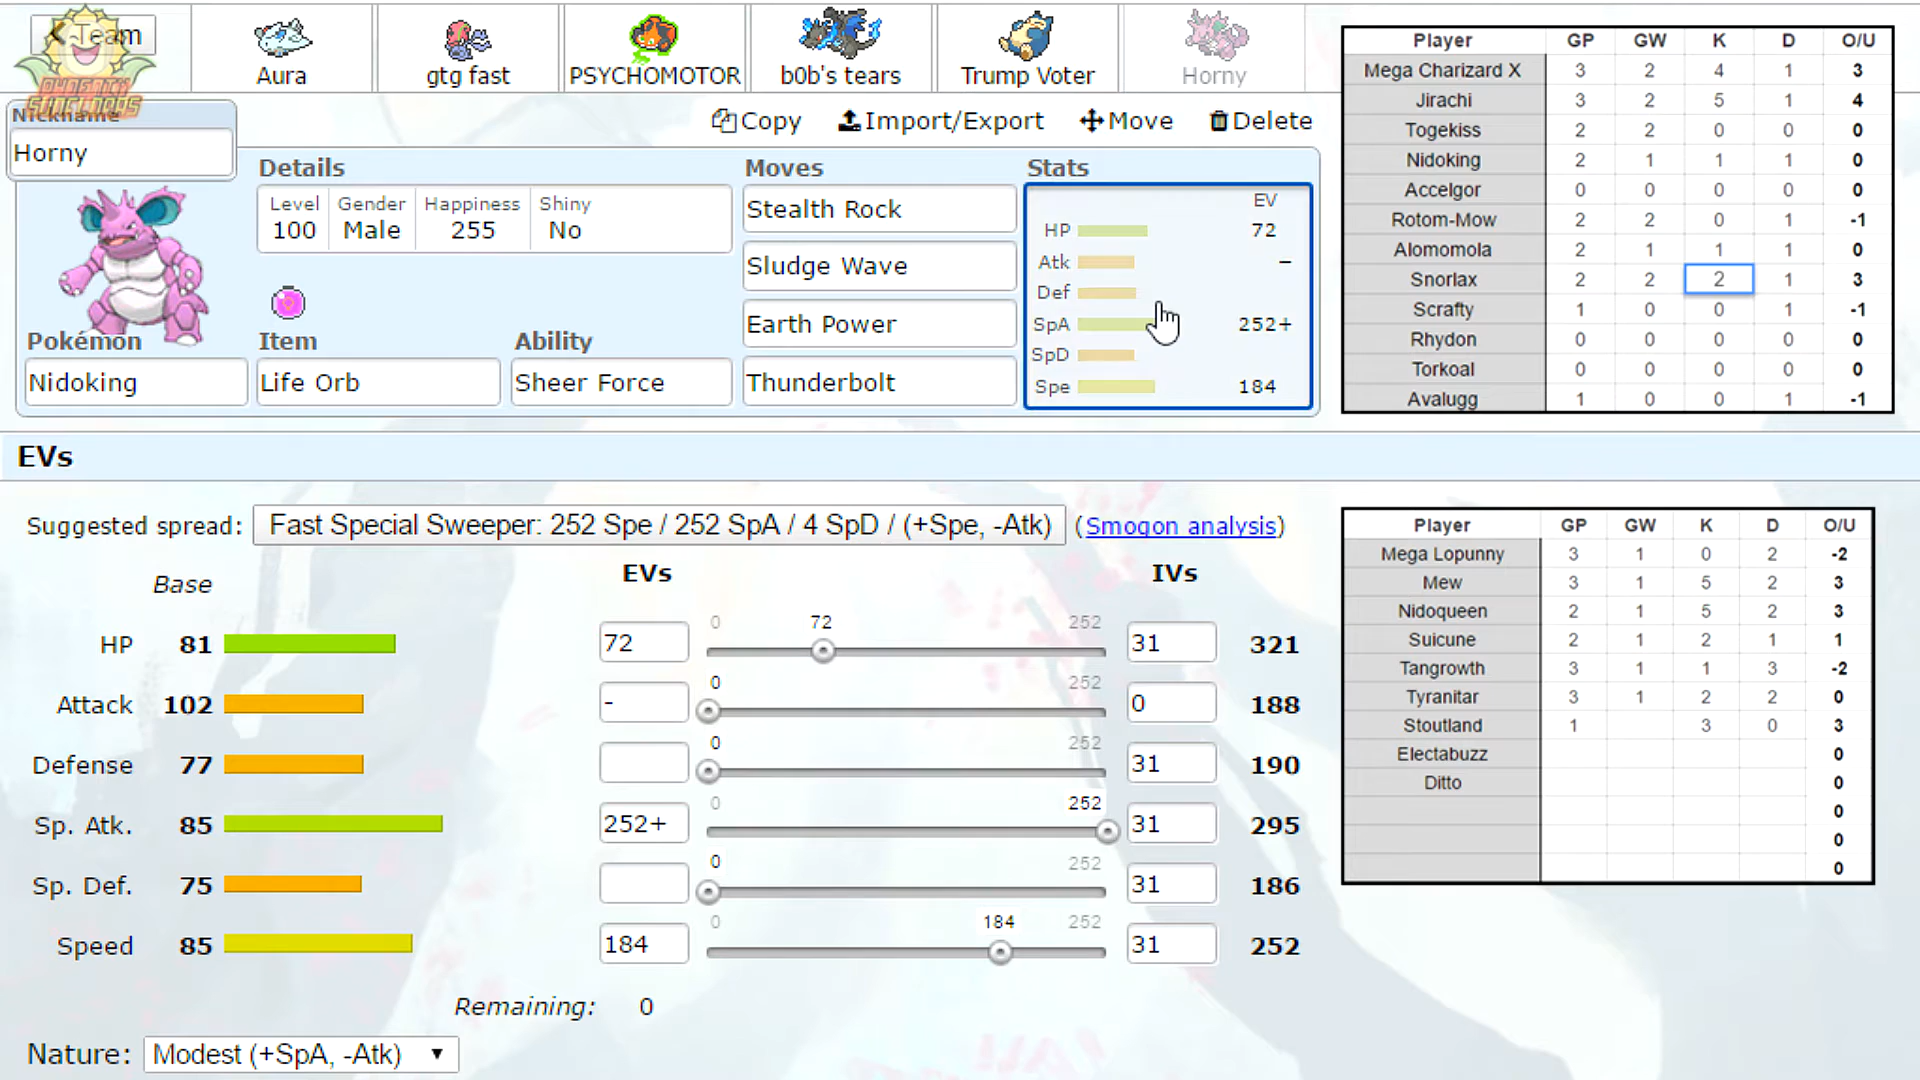 Team
Aura
gtg fast
PSYCHOMOTOR
b0b's tears
Trump Voter
Horny
Copy Import/Export Move Delete
Nickname
Horny
Details
Level Gender Happiness Shiny
100 Male 255 No
Pokémon
Nidoking
Item
Life Orb
Ability
Sheer Force
Moves
Stealth Rock
Sludge Wave
Earth Power
Thunderbolt
Stats
EV
HP 72
Atk –
Def
SpA 252+
SpD
Spe 184
Player GP GW K D O/U
Mega Charizard X 3 2 4 1 3
Jirachi 3 2 5 1 4
Togekiss 2 2 0 0 0
Nidoking 2 1 1 1 0
Accelgor 0 0 0 0 0
Rotom-Mow 2 2 0 1 -1
Alomomola 2 1 1 1 0
Snorlax 2 2 2 1 3
Scrafty 1 0 0 1 -1
Rhydon 0 0 0 0 0
Torkoal 0 0 0 0 0
Avalugg 1 0 0 1 -1
EVs
Suggested spread: Fast Special Sweeper: 252 Spe / 252 SpA / 4 SpD / (+Spe, -Atk) (Smogon analysis)
Base EVs IVs
0 72 252
HP 81 72 31 321
0 252
Attack 102 - 0 188
0 252
Defense 77 31 190
0 252
Sp. Atk. 85 252+ 31 295
0 252
Sp. Def. 75 31 186
0 184 252
Speed 85 184 31 252
Remaining: 0
Nature: Modest (+SpA, -Atk)
Player GP GW K D O/U
Mega Lopunny 3 1 0 2 -2
Mew 3 1 5 2 3
Nidoqueen 2 1 5 2 3
Suicune 2 1 2 1 1
Tangrowth 3 1 1 3 -2
Tyranitar 3 1 2 2 0
Stoutland 1 3 0 3
Electabuzz 0
Ditto 0
0
0
0